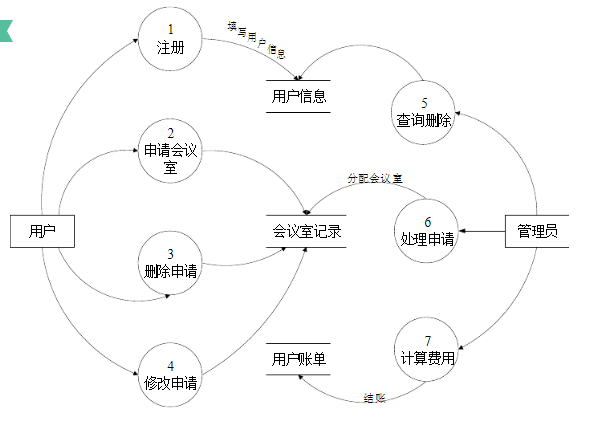 1
注册
填写用户信息
用户信息
5
查询删除
2
申请会议
室
分配会议室
用户
会议室记录
6
处理申请
管理员
3
删除申请
用户账单
7
计算费用
4
修改申请
结账